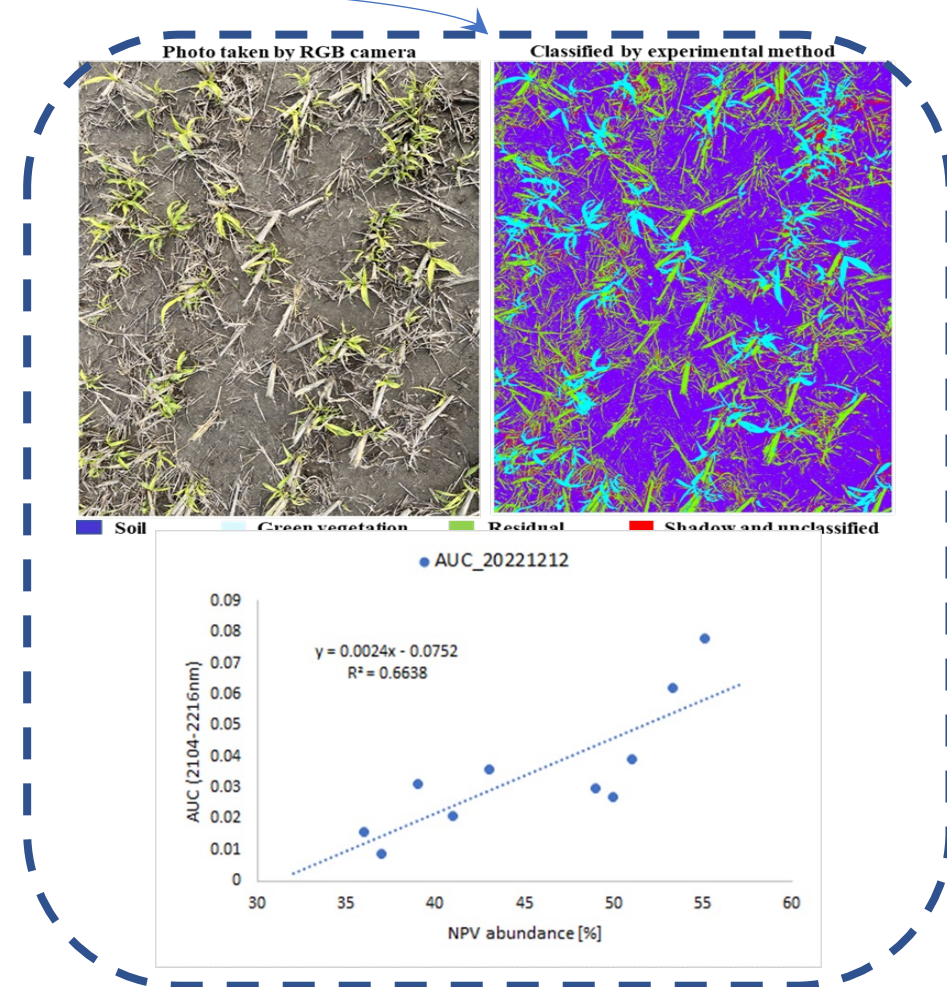 Photo taken by RGB camera
Classified by experimental method
Soil
Green vegetation
Residual
Shadow and unclassified
AUC_20221212
y = 0.0024x - 0.0752
R² = 0.6638
AUC (2104-2216nm)
0.09
0.08
0.07
0.06
0.05
0.04
0.03
0.02
0.01
0
30 35 40 45 50 55 60
NPV abundance [%]